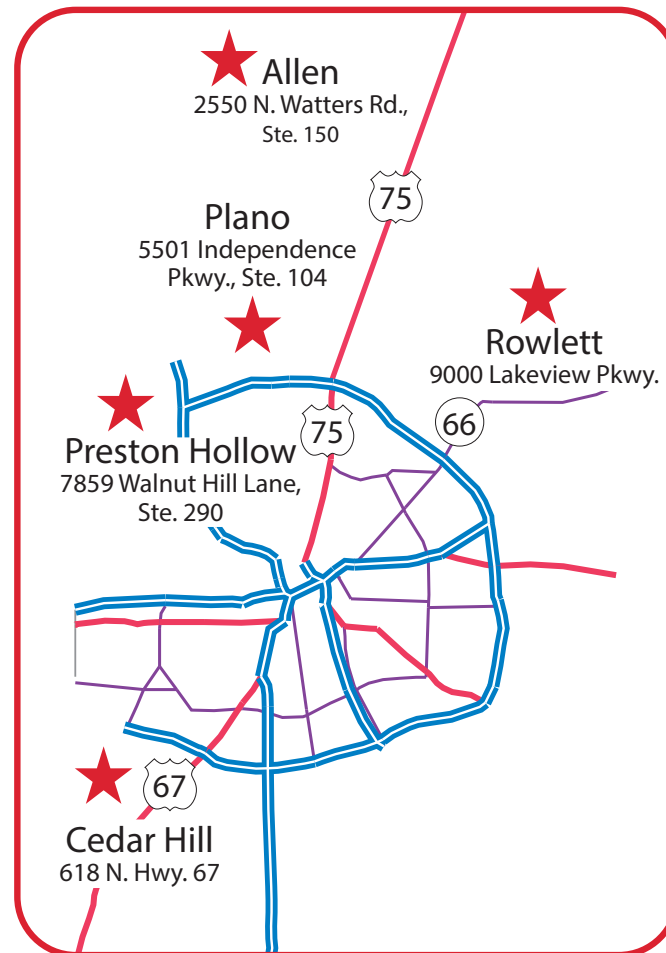 Allen
2550 N. Watters Rd.,
Ste. 150
75
Plano
5501 Independence
Pkwy., Ste. 104
Rowlett
9000 Lakeview Pkwy.
66
75
Preston Hollow
7859 Walnut Hill Lane,
Ste. 290
67
Cedar Hill
618 N. Hwy. 67